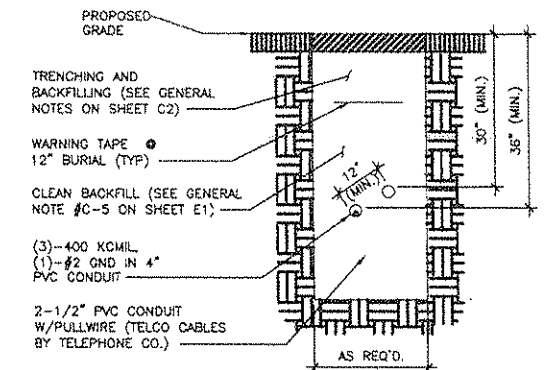 PROPOSED
GRADE
TRENCHING AND
BACKFILLING (SEE GENERAL
NOTES ON SHEET C2)
WARNING TAPE @
12" BURIAL (TYP)
CLEAN BACKFILL (SEE GENERAL
NOTE #C-5 ON SHEET E1)
(3)-400 KCMIL,
(1)-#2 GND IN 4"
PVC CONDUIT
2-1/2" PVC CONDUIT
W/PULLWIRE (TELCO CABLES
BY TELEPHONE CO.)
12"
(MIN.)
30" (MIN.)
36" (MIN.)
AS REQ'D.